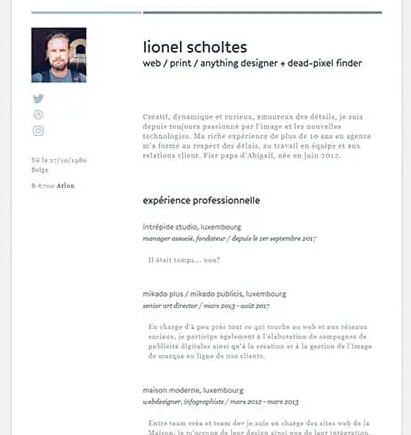 lionel scholtes
web / print / anything designer + dead-pixel finder
Né le 27/10/1980
Belge
B-6700 Arlon
Créatif, dynamique et curieux, amoureux des détails, je suis
depuis toujours passionné par l'image et les nouvelles
technologies. Ma riche expérience de plus de 10 ans en agence
m'a formé au respect des délais, au travail en équipe et aux
relations client. Fier papa d'Abigaïl, née en juin 2012.
expérience professionnelle
intrépide studio, luxembourg
manager associé, fondateur / depuis le 1er septembre 2017
Il était temps... non?
mikado plus / mikado publicis, luxembourg
senior art director / mars 2013 - août 2017
En charge d'à peu près tout ce qui touche au web et aux réseaux
sociaux, je participe également à l'élaboration de campagnes de
publicité digitales ainsi qu'à la création et à la gestion de l'image
de marque au ligne de nos clients.
maison moderne, luxembourg
webdesigner, infographiste / mars 2012 - mars 2013
Entre team créa et team dev je suis en charge des sites web de la
Maison. Je m'occupe de leur design ainsi que de leur intégration.